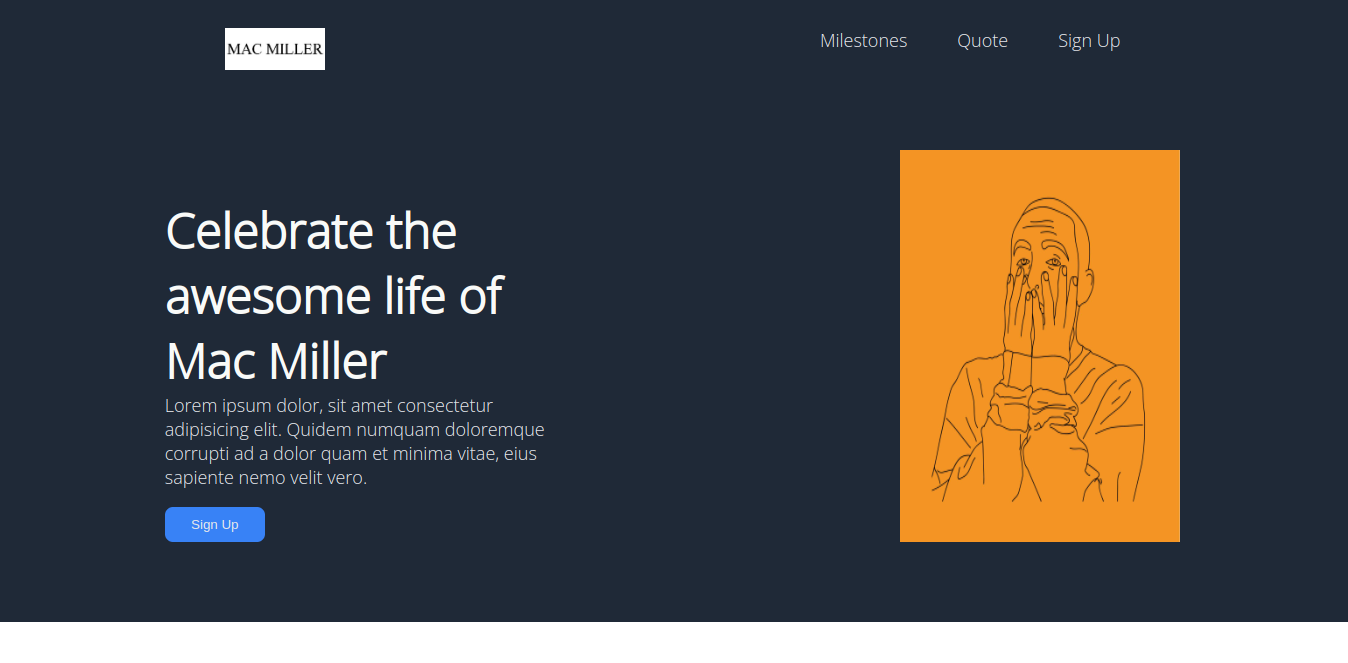 MAC MILLER
Milestones Quote Sign Up
Celebrate the
awesome life of
Mac Miller
Lorem ipsum dolor, sit amet consectetur
adipisicing elit. Quidem numquam doloremque
corrupti ad a dolor quam et minima vitae, eius
sapiente nemo velit vero.
Sign Up